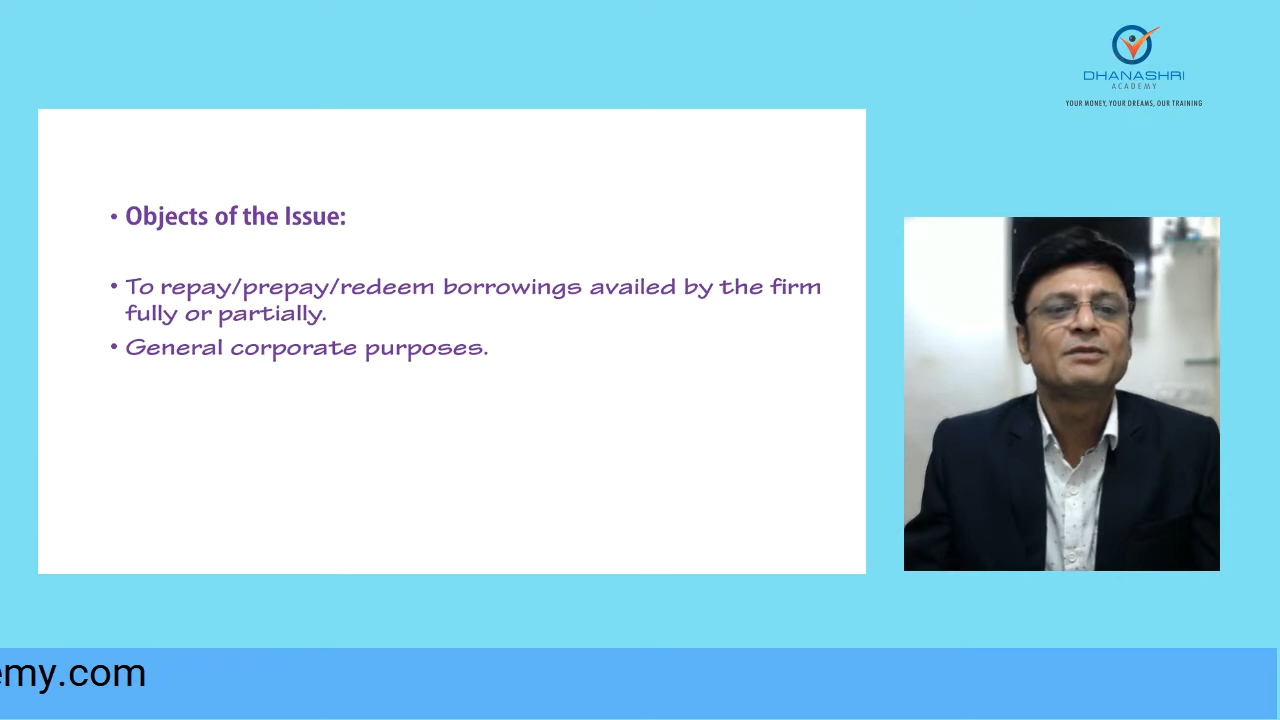 DHANASHRI
ACADEMY
YOUR MONEY, YOUR DREAMS, OUR TRAINING
• Objects of the Issue:
• To repay/prepay/redeem borrowings availed by the firm
fully or partially.
• General corporate purposes.
emy.com